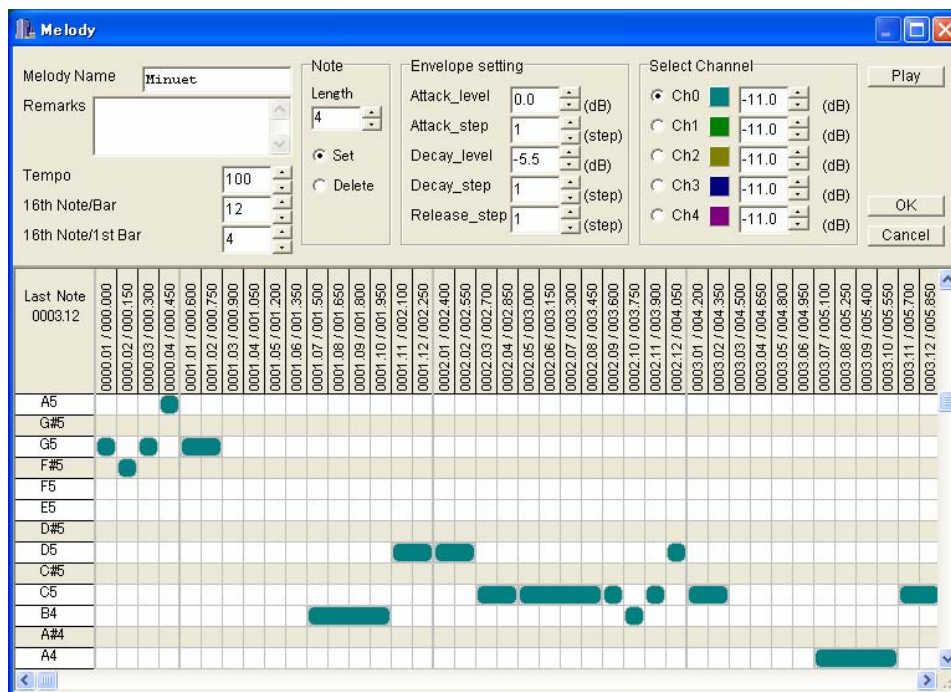 Melody
Melody Name Minuet
Remarks
Tempo 100
16th Note/Bar 12
16th Note/1st Bar 4
Note
Length
4
Set
Delete
Envelope setting
Attack_level 0.0 (dB)
Attack_step 1 (step)
Decay_level -5.5 (dB)
Decay_step 1 (step)
Release_step 1 (step)
Select Channel
Ch0 -11.0 (dB)
Ch1 -11.0 (dB)
Ch2 -11.0 (dB)
Ch3 -11.0 (dB)
Ch4 -11.0 (dB)
Play
OK
Cancel
Last Note
0003.12
0000.01 / 000.000
0000.02 / 000.150
0000.03 / 000.300
0000.04 / 000.450
0001.01 / 000.600
0001.02 / 000.750
0001.03 / 000.900
0001.04 / 001.050
0001.05 / 001.200
0001.06 / 001.350
0001.07 / 001.500
0001.08 / 001.650
0001.09 / 001.800
0001.10 / 001.950
0001.11 / 002.100
0001.12 / 002.250
0002.01 / 002.400
0002.02 / 002.550
0002.03 / 002.700
0002.04 / 002.850
0002.05 / 003.000
0002.06 / 003.150
0002.07 / 003.300
0002.08 / 003.450
0002.09 / 003.600
0002.10 / 003.750
0002.11 / 003.900
0002.12 / 004.050
0003.01 / 004.200
0003.02 / 004.350
0003.03 / 004.500
0003.04 / 004.650
0003.05 / 004.800
0003.06 / 004.950
0003.07 / 005.100
0003.08 / 005.250
0003.09 / 005.400
0003.10 / 005.550
0003.11 / 005.700
0003.12 / 005.850
A5
G#5
G5
F#5
F5
E5
D#5
D5
C#5
C5
B4
A#4
A4